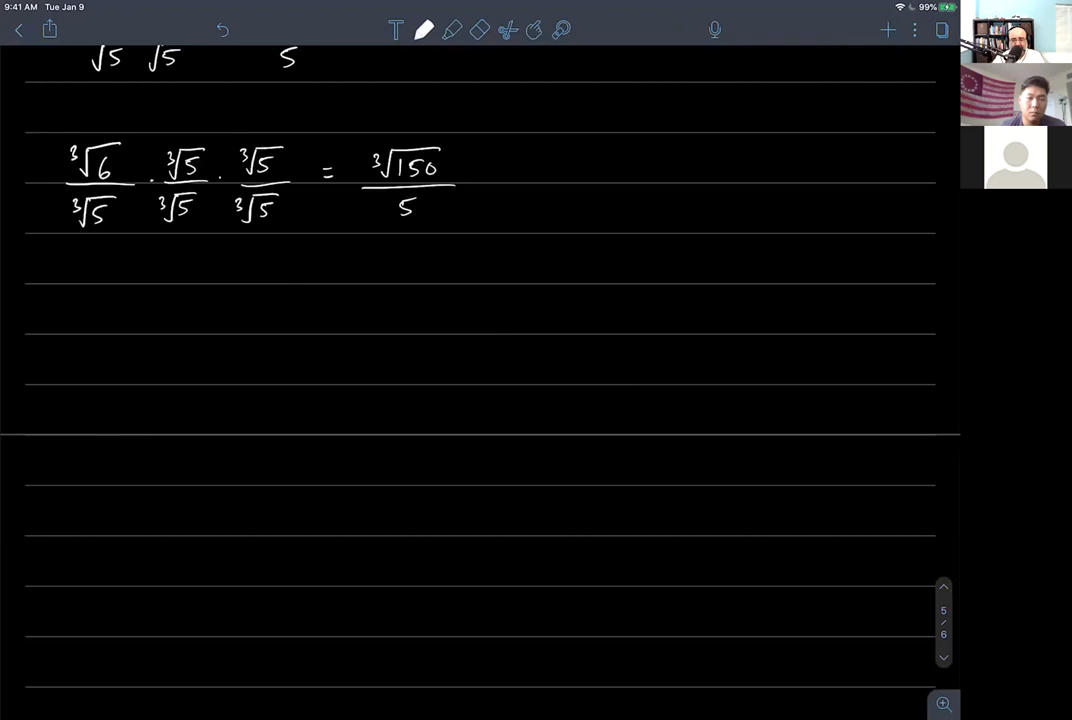 9:41 AM Tue Jan 9
99%
T
√5 √5 5
∛6/∛5 · ∛5/∛5 · ∛5/∛5 = ∛150/5
5
/
6